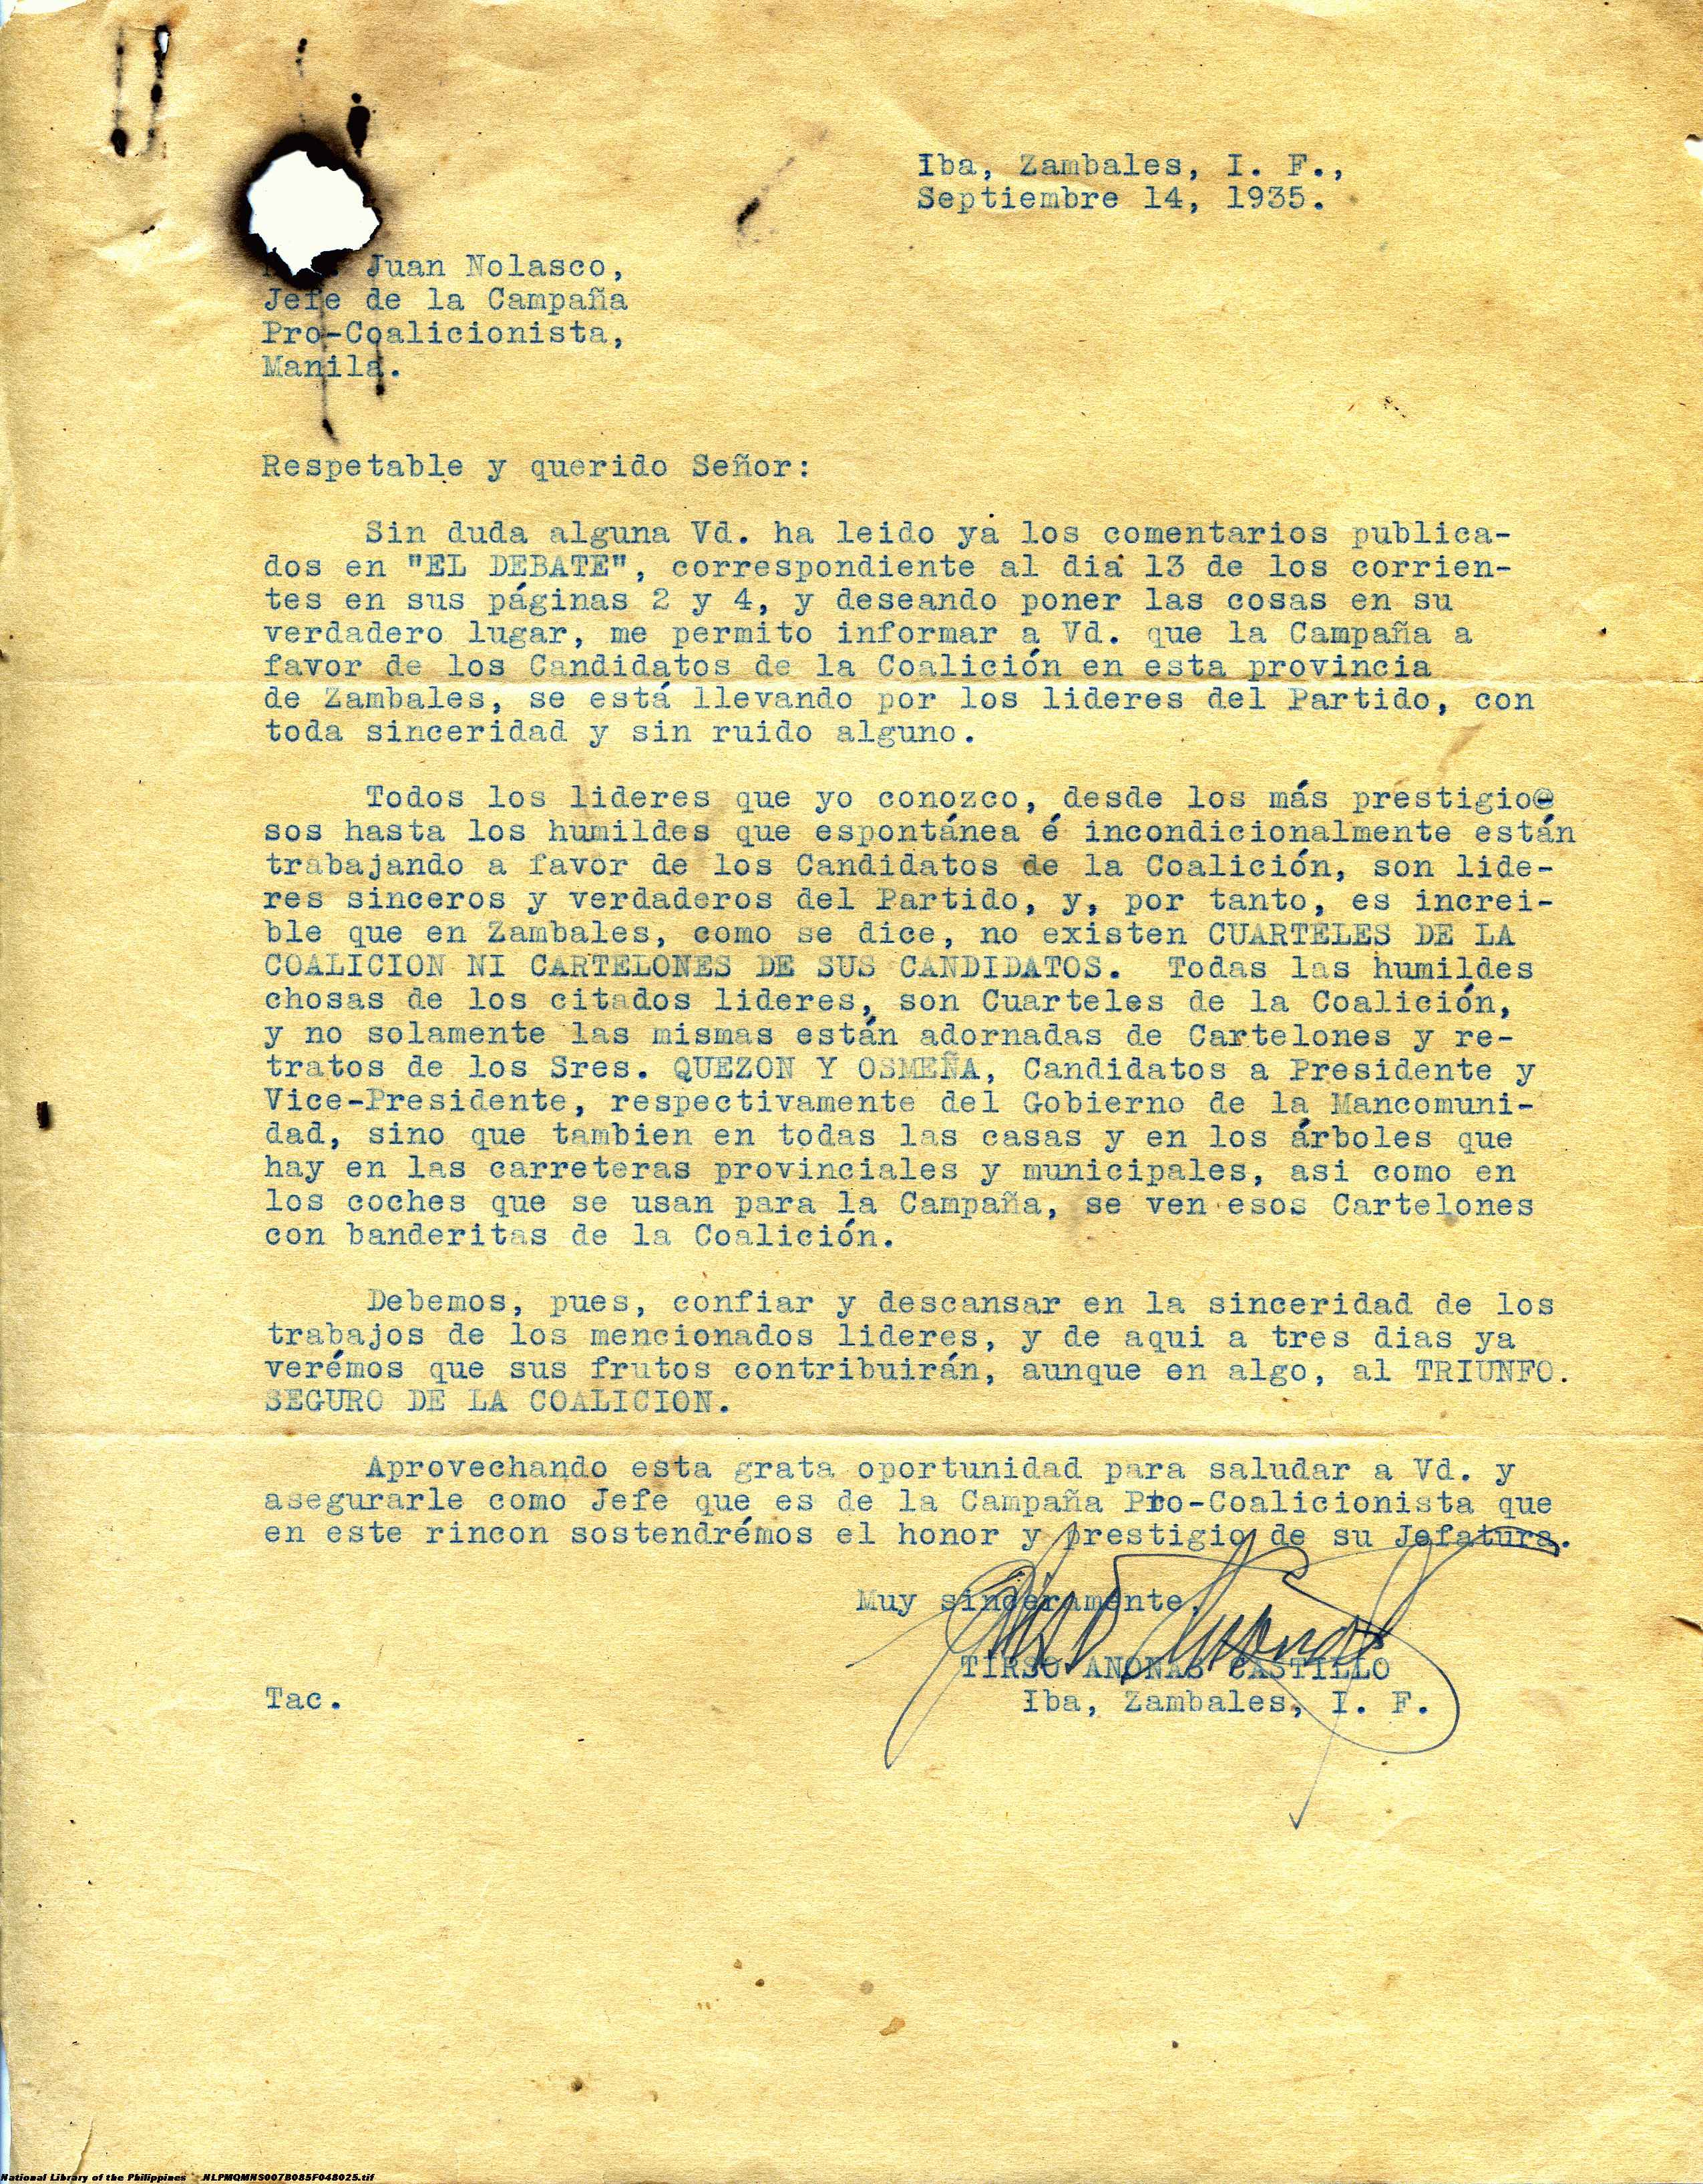 Iba, Zambales, I. F.,
Septiembre 14, 1935.
Juan Nolasco,
Jefe de la Campaña
Pro-Coalicionista,
Manila.
Respetable y querido Señor:
Sin duda alguna Vd. ha leido ya los comentarios publica-
dos en "EL DEBATE", correspondiente al dia 13 de los corrien-
tes en sus páginas 2 y 4, y deseando poner las cosas en su
verdadero lugar, me permito informar a Vd. que la Campaña a
favor de los Candidatos de la Coalición en esta provincia
de Zambales, se está llevando por los lideres del Partido, con
toda sinceridad y sin ruido alguno.
Todos los lideres que yo conozco, desde los más prestigio
sos hasta los humildes que espontánea é incondicionalmente están
trabajando a favor de los Candidatos de la Coalición, son lide-
res sinceros y verdaderos del Partido, y, por tanto, es increi-
ble que en Zambales, como se dice, no existen CUARTELES DE LA
COALICION NI CARTELONES DE SUS CANDIDATOS. Todas las humildes
chosas de los citados lideres, son Cuarteles de la Coalición,
y no solamente las mismas están adornadas de Cartelones y re-
tratos de los Sres. QUEZON Y OSMEÑA, Candidatos a Presidente y
Vice-Presidente, respectivamente del Gobierno de la Mancomuni-
dad, sino que tambien en todas las casas y en los árboles que
hay en las carreteras provinciales y municipales, asi como en
los coches que se usan para la Campaña, se ven esos Cartelones
con banderitas de la Coalición.
Debemos, pues, confiar y descansar en la sinceridad de los
trabajos de los mencionados lideres, y de aqui a tres dias ya
verémos que sus frutos contribuirán, aunque en algo, al TRIUNFO.
SEGURO DE LA COALICION.
Aprovechando esta grata oportunidad para saludar a Vd. y
asegurarle como Jefe que es de la Campaña Pro-Coalicionista que
en este rincon sostendrémos el honor y prestigio de su Jefatura.
Muy sinceramente,
TIRSO ANONAS CASTILLO
Tac.
Iba, Zambales, I. F.
National Library of the Philippines NLPMQMNS007B085F048025.tif